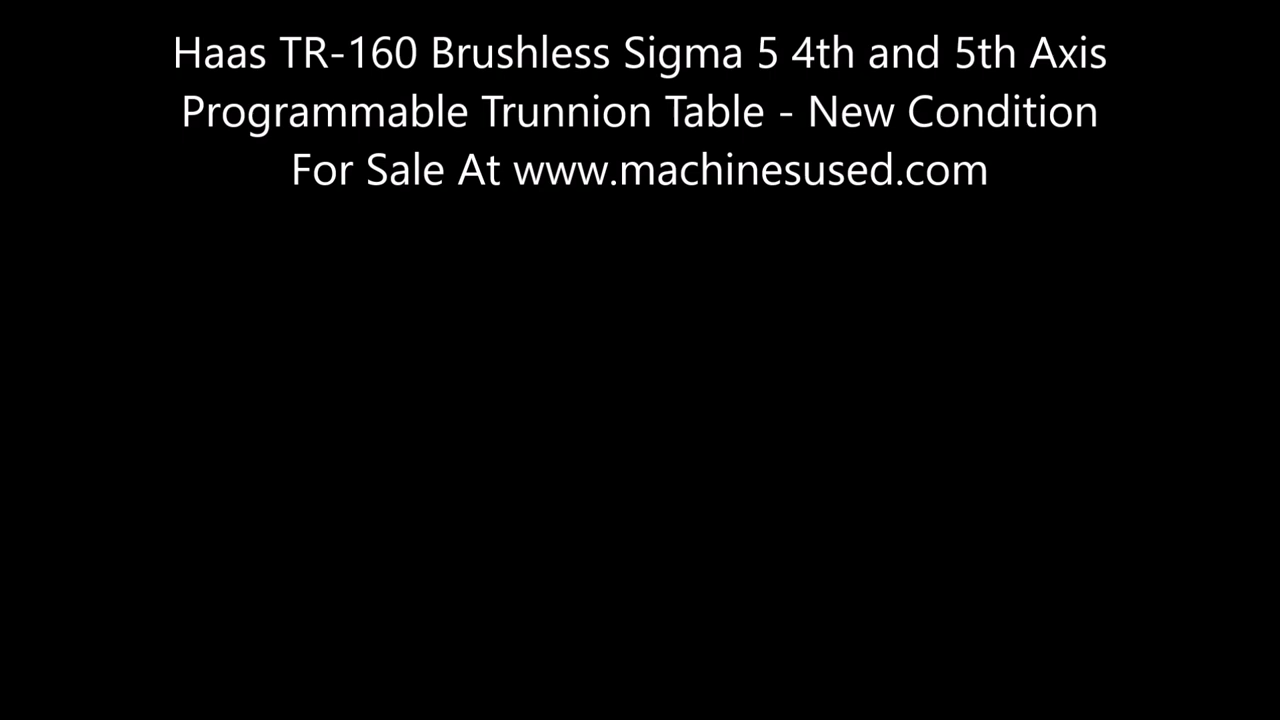 Haas TR-160 Brushless Sigma 5 4th and 5th Axis
Programmable Trunnion Table - New Condition
For Sale At www.machinesused.com